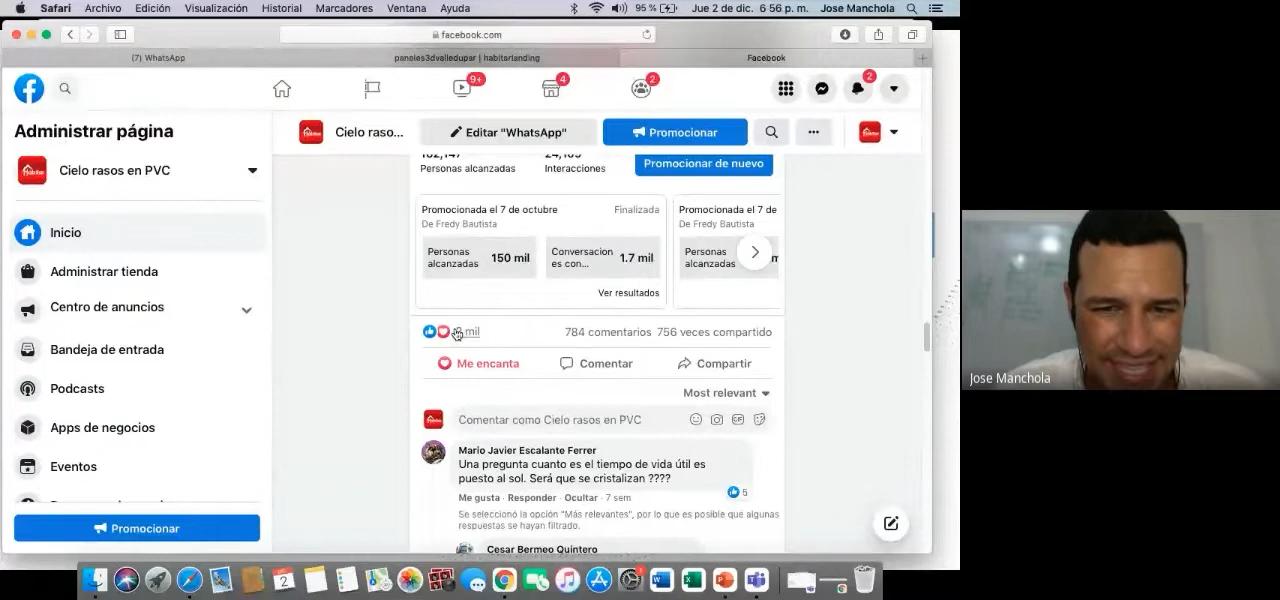 Safari Archivo Edición Visualización Historial Marcadores Ventana Ayuda 95 % Jue 2 de dic. 6:56 p. m. Jose Manchola
facebook.com
(7) WhatsApp paneles3dvalledupar | habitarlanding Facebook
9+ 4 2 2
Administrar página
Cielo raso... Editar "WhatsApp" Promocionar
Cielo rasos en PVC
Personas alcanzadas Interacciones Promocionar de nuevo
Promocionada el 7 de octubre Finalizada Promocionada el 7 de
De Fredy Bautista De Fredy Bautista
Personas alcanzadas 150 mil Conversaciones con... 1.7 mil Personas alcanzadas
Ver resultados
Inicio
Administrar tienda
Centro de anuncios
Bandeja de entrada
Podcasts
Apps de negocios
Eventos
Promocionar
mil 784 comentarios 756 veces compartido
Me encanta Comentar Compartir
Most relevant
Comentar como Cielo rasos en PVC
Mario Javier Escalante Ferrer
Una pregunta cuanto es el tiempo de vida útil es
puesto al sol. Será que se cristalizan ????
5
Me gusta · Responder · Ocultar · 7 sem
Se seleccionó la opción "Más relevantes", por lo que es posible que algunas
respuestas se hayan filtrado.
Cesar Bermeo Quintero
Jose Manchola